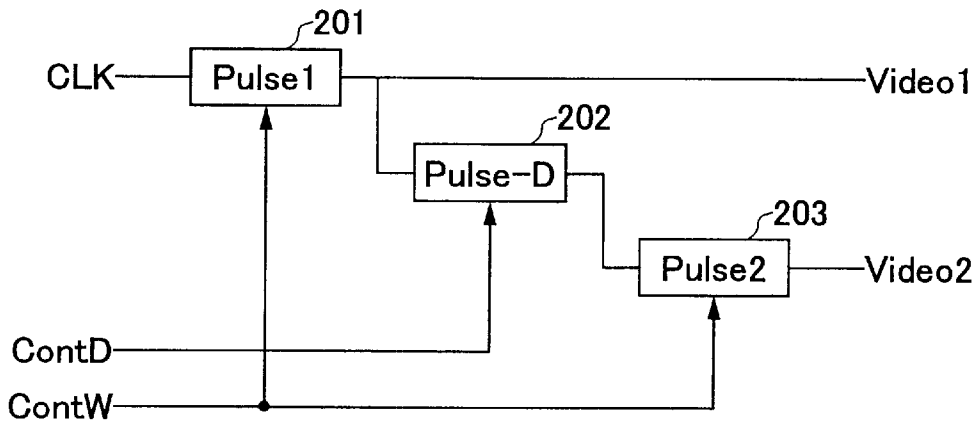 201
CLK
Pulse1
Video1
202
Pulse-D
203
Pulse2
Video2
ContD
ContW